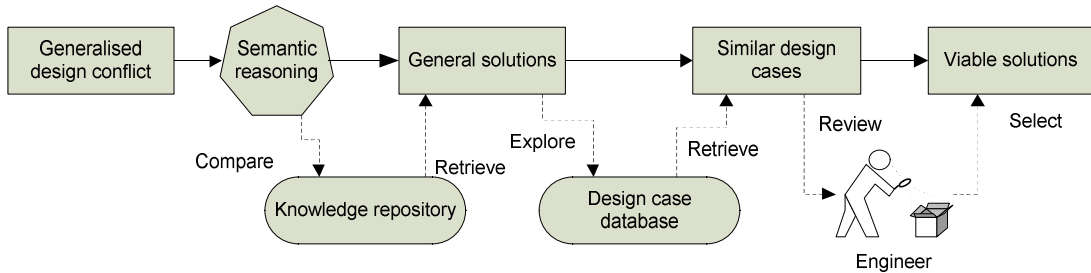 Generalised
design conflict
Semantic
reasoning
General solutions
Similar design
cases
Viable solutions
Compare
Retrieve
Explore
Retrieve
Review
Select
Knowledge repository
Design case
database
Engineer